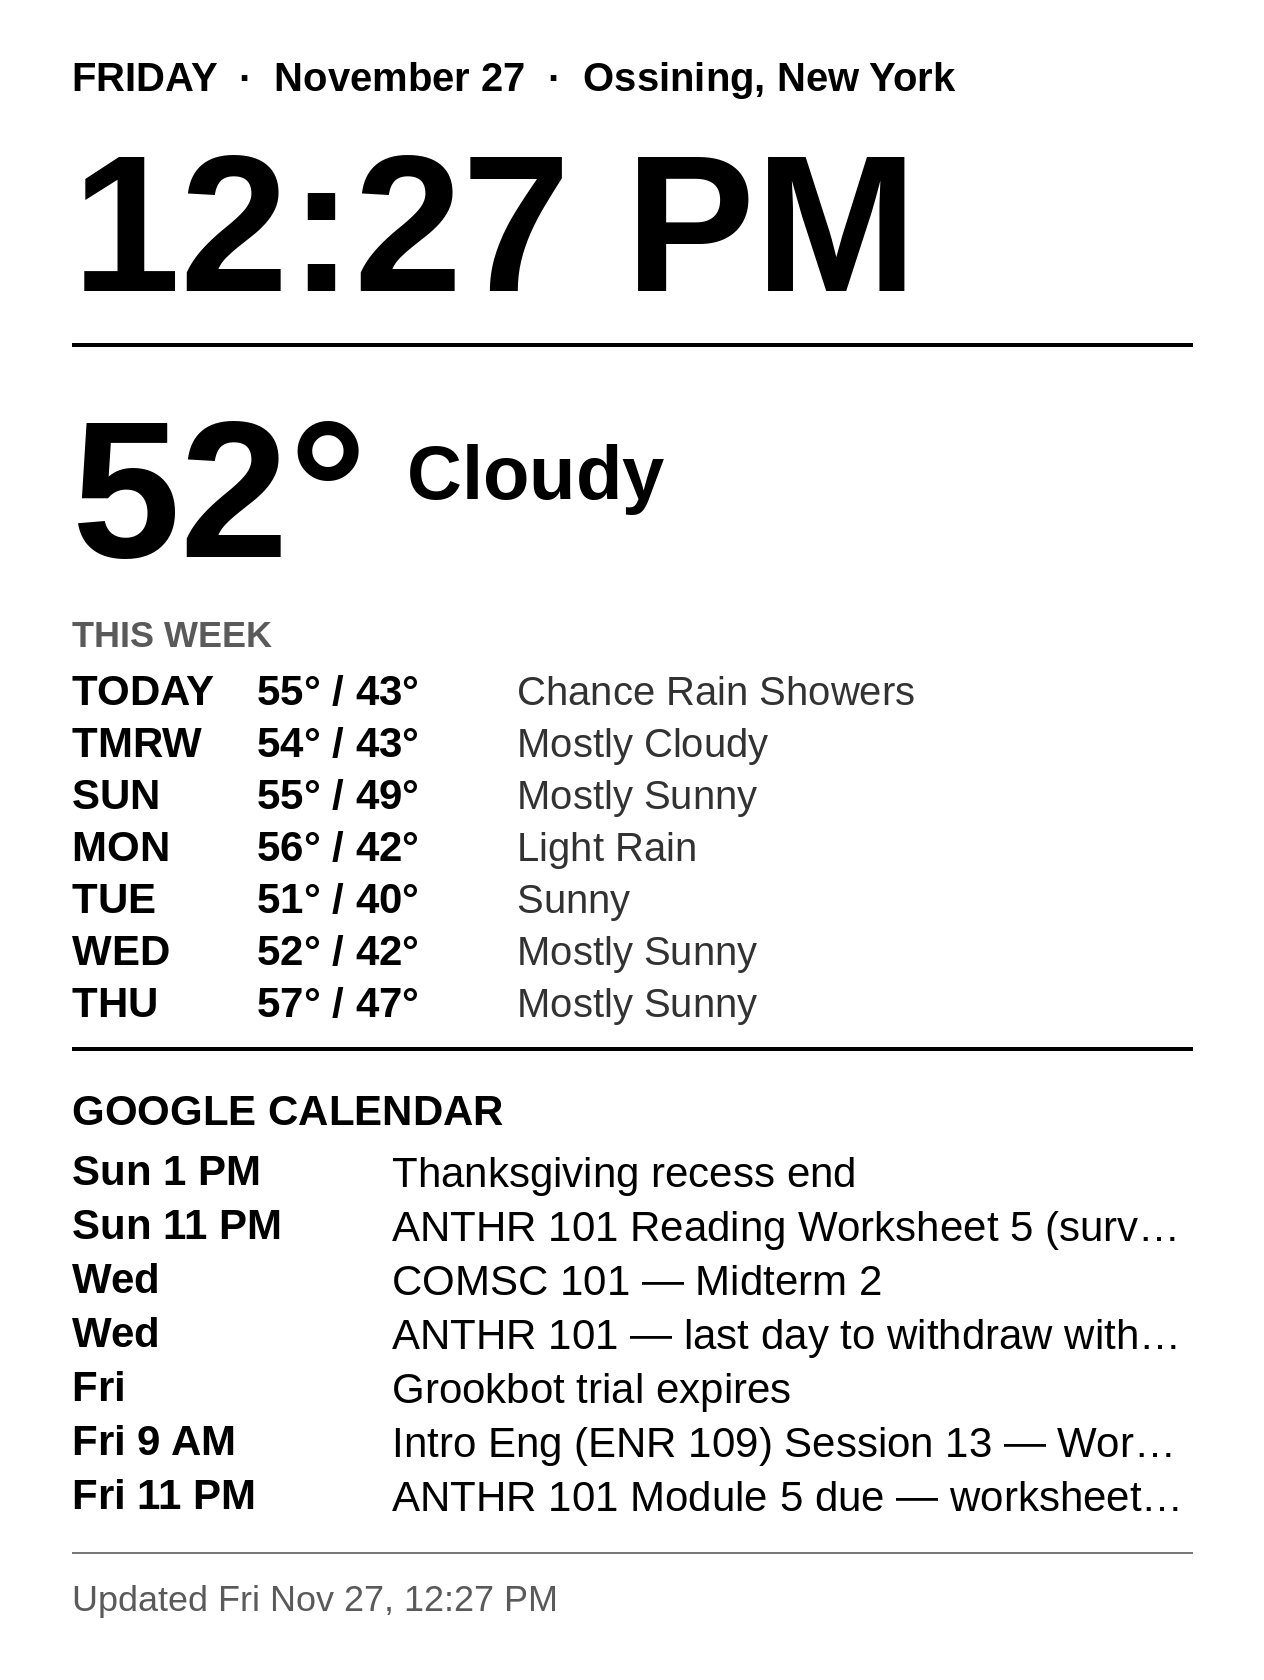 FRIDAY · November 27 · Ossining, New York
12:27 PM
52° Cloudy
THIS WEEK
TODAY 55° / 43° Chance Rain Showers
TMRW 54° / 43° Mostly Cloudy
SUN 55° / 49° Mostly Sunny
MON 56° / 42° Light Rain
TUE 51° / 40° Sunny
WED 52° / 42° Mostly Sunny
THU 57° / 47° Mostly Sunny
GOOGLE CALENDAR
Sun 1 PM Thanksgiving recess end
Sun 11 PM ANTHR 101 Reading Worksheet 5 (surv…
Wed COMSC 101 — Midterm 2
Wed ANTHR 101 — last day to withdraw with…
Fri Grookbot trial expires
Fri 9 AM Intro Eng (ENR 109) Session 13 — Wor…
Fri 11 PM ANTHR 101 Module 5 due — worksheet…
Updated Fri Nov 27, 12:27 PM